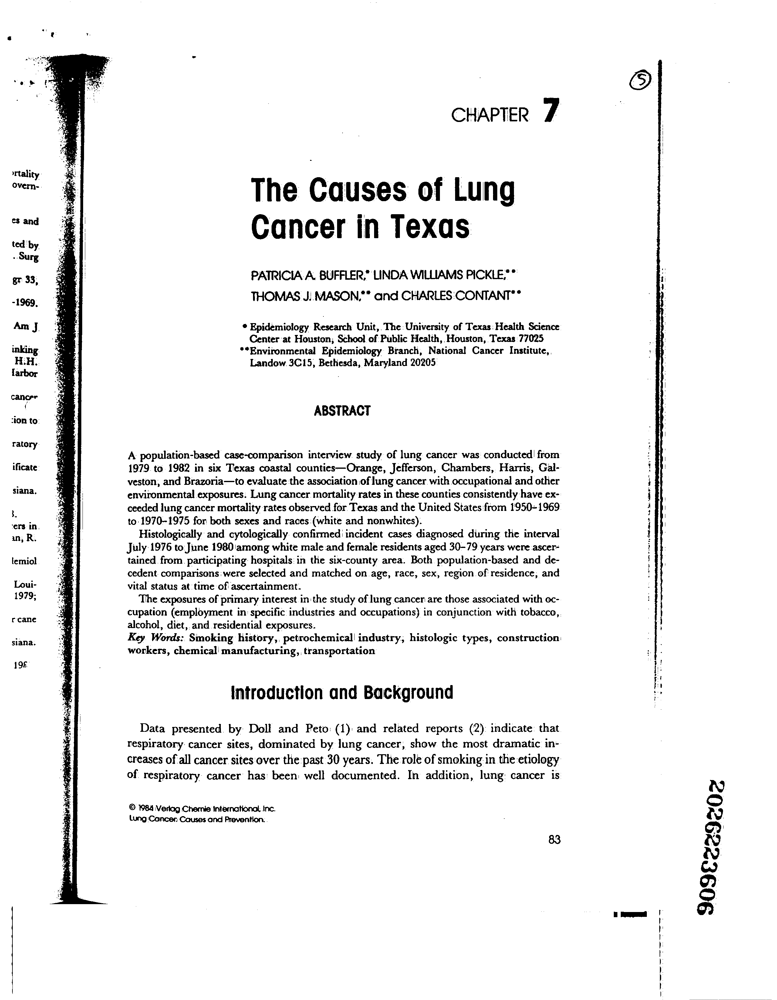 5
CHAPTER 7
The Causes of Lung
Cancer in Texas
PATRICIA A. BUFFLER,* LINDA WILLIAMS PICKLE,**
THOMAS J. MASON,** and CHARLES CONTANT**
* Epidemiology Research Unit, The University of Texas Health Science
Center at Houston, School of Public Health, Houston, Texas 77025
**Environmental Epidemiology Branch, National Cancer Institute,
Landow 3C15, Bethesda, Maryland 20205
ABSTRACT
A population-based case-comparison interview study of lung cancer was conducted from
1979 to 1982 in six Texas coastal counties—Orange, Jefferson, Chambers, Harris, Gal-
veston, and Brazoria—to evaluate the association of lung cancer with occupational and other
environmental exposures. Lung cancer mortality rates in these counties consistently have ex-
ceeded lung cancer mortality rates observed for Texas and the United States from 1950–1969
to 1970–1975 for both sexes and races (white and nonwhites).
Histologically and cytologically confirmed incident cases diagnosed during the interval
July 1976 to June 1980 among white male and female residents aged 30–79 years were ascer-
tained from participating hospitals in the six-county area. Both population-based and de-
cedent comparisons were selected and matched on age, race, sex, region of residence, and
vital status at time of ascertainment.
The exposures of primary interest in the study of lung cancer are those associated with oc-
cupation (employment in specific industries and occupations) in conjunction with tobacco,
alcohol, diet, and residential exposures.
Key Words: Smoking history, petrochemical industry, histologic types, construction
workers, chemical manufacturing, transportation
Introduction and Background
Data presented by Doll and Peto (1) and related reports (2) indicate that
respiratory cancer sites, dominated by lung cancer, show the most dramatic in-
creases of all cancer sites over the past 30 years. The role of smoking in the etiology
of respiratory cancer has been well documented. In addition, lung cancer is
© 1984 Verlag Chemie International, Inc.
Lung Cancer: Causes and Prevention.
83
2026223606
rtality
overn-
es and
ted by
. Surg
gr 33,
-1969.
Am J
inking
H.H.
cancer
tion to
ratory
ificate
siana.
ers in
n, R.
lemiol
Loui-
1979;
r cane
siana.
198